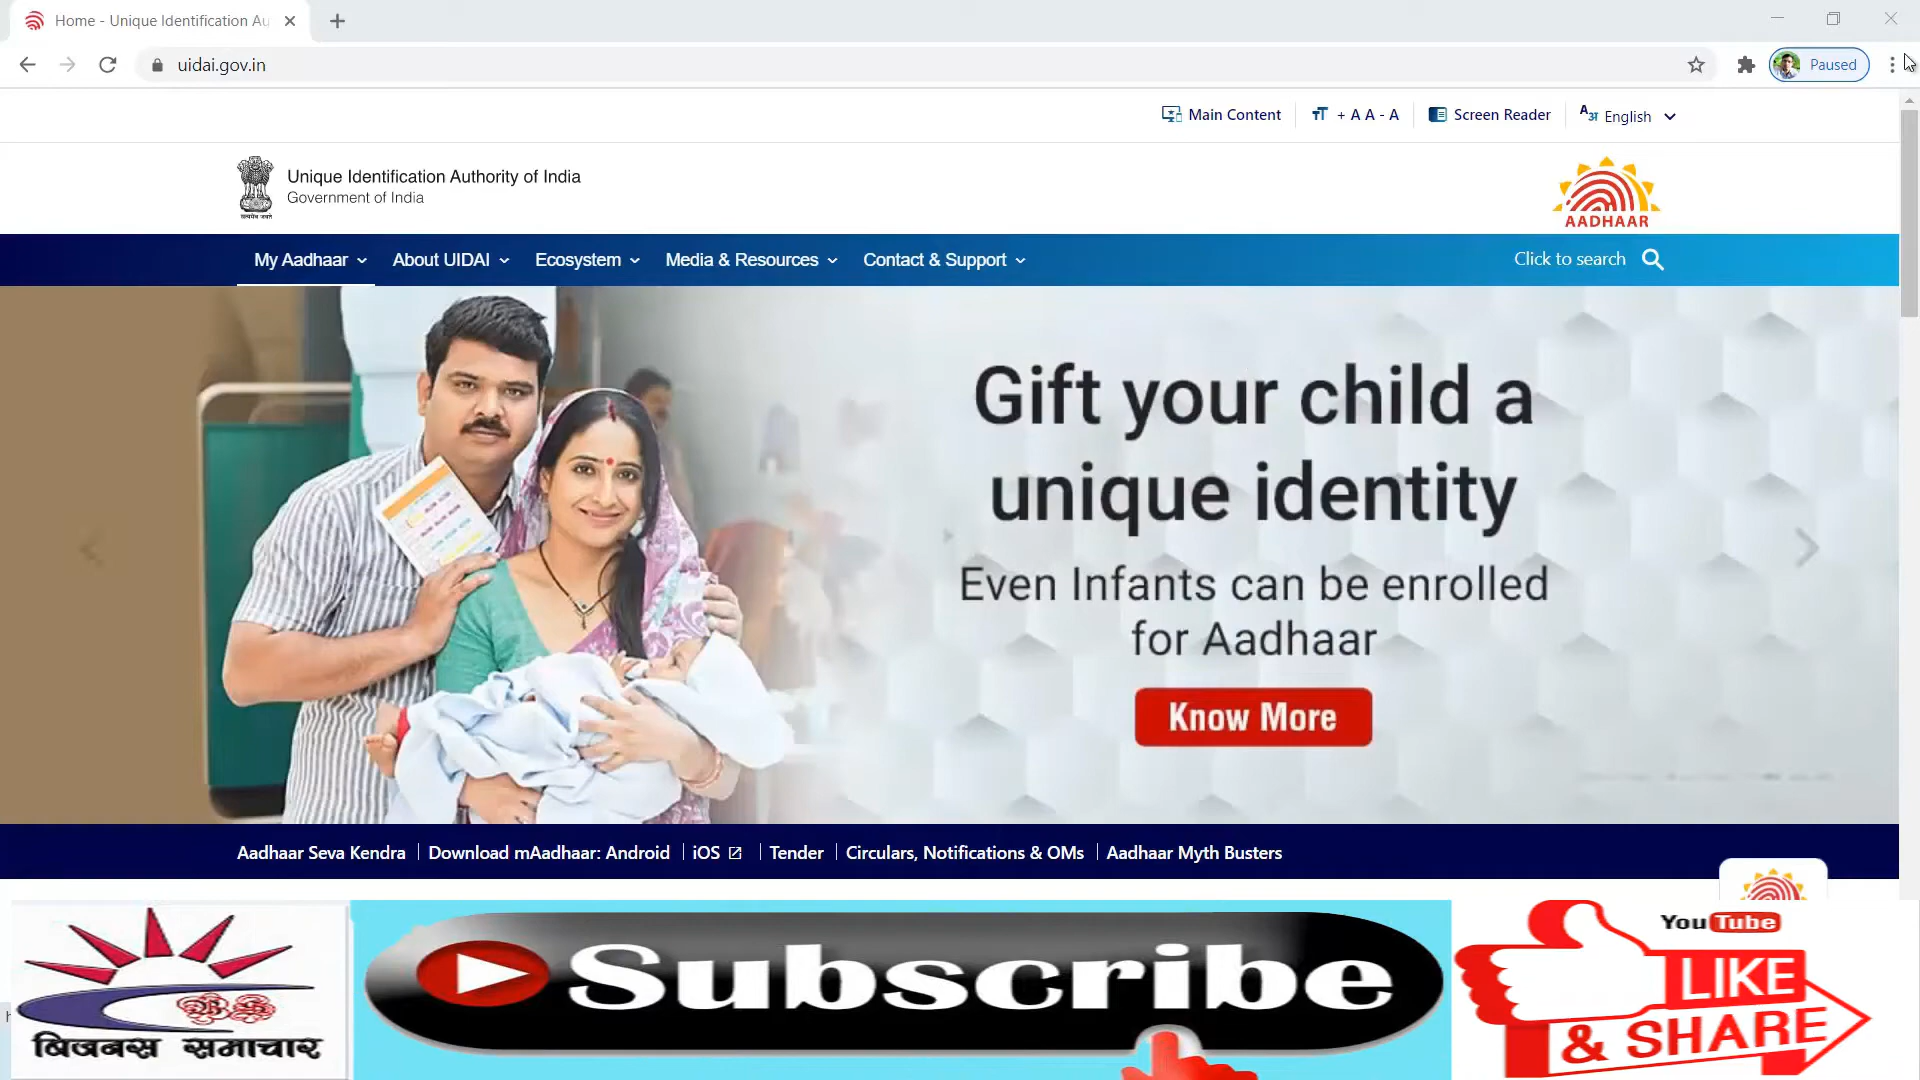 Home - Unique Identification Au
uidai.gov.in
Paused
Main Content
+ A A - A
Screen Reader
English
Unique Identification Authority of India
Government of India
सत्यमेव जयते
AADHAAR
My Aadhaar
About UIDAI
Ecosystem
Media & Resources
Contact & Support
Click to search
Gift your child a
unique identity
Even Infants can be enrolled
for Aadhaar
Know More
Aadhaar Seva Kendra
Download mAadhaar: Android
iOS
Tender
Circulars, Notifications & OMs
Aadhaar Myth Busters
बिजनस समाचार
Subscribe
YouTube
LIKE
& SHARE